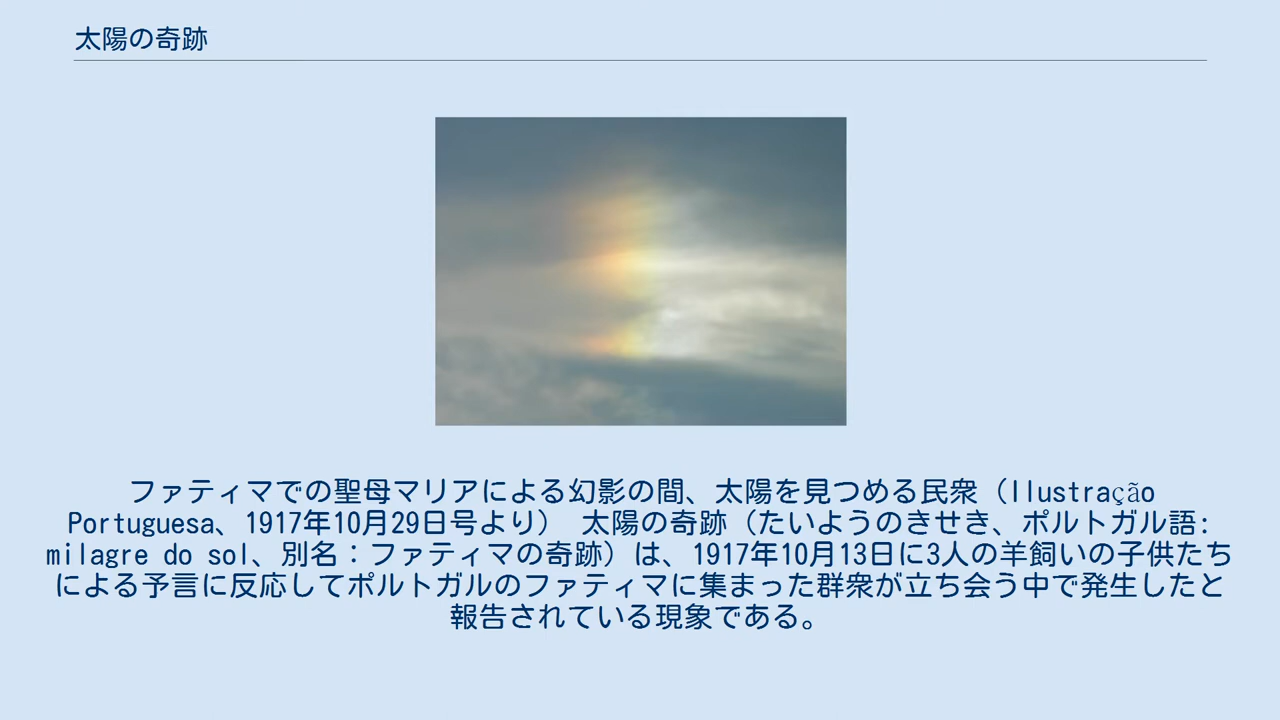 太陽の奇跡
ファティマでの聖母マリアによる幻影の間、太陽を見つめる民衆（Ilustração
Portuguesa、1917年10月29日号より） 太陽の奇跡（たいようのきせき、ポルトガル語:
milagre do sol、別名：ファティマの奇跡）は、1917年10月13日に3人の羊飼いの子供たち
による予言に反応してポルトガルのファティマに集まった群衆が立ち会う中で発生したと
報告されている現象である。